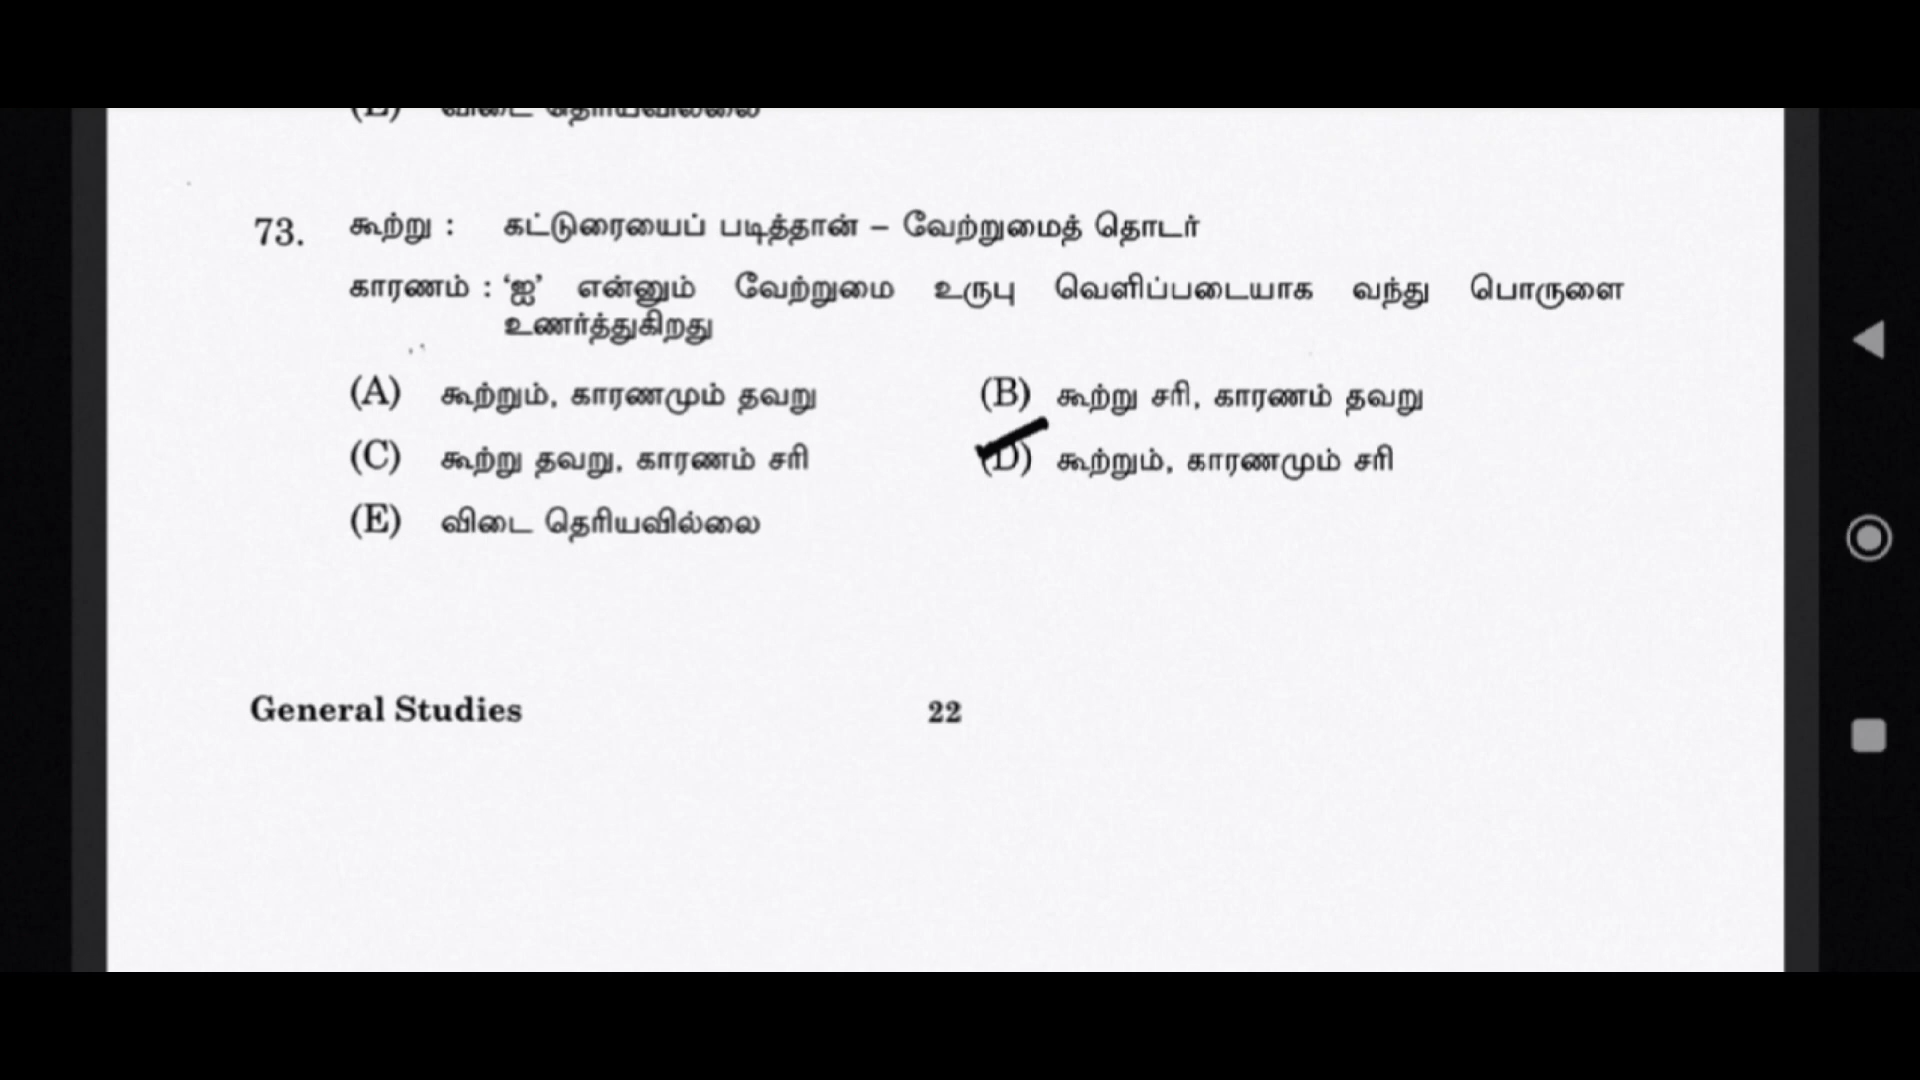 (E) விடை தெரியவில்லை
73. கூற்று : கட்டுரையைப் படித்தான் – வேற்றுமைத் தொடர்
காரணம் : ‘ஐ’ என்னும் வேற்றுமை உருபு வெளிப்படையாக வந்து பொருளை
உணர்த்துகிறது
(A) கூற்றும், காரணமும் தவறு (B) கூற்று சரி, காரணம் தவறு
(C) கூற்று தவறு, காரணம் சரி (D) கூற்றும், காரணமும் சரி
(E) விடை தெரியவில்லை
General Studies 22